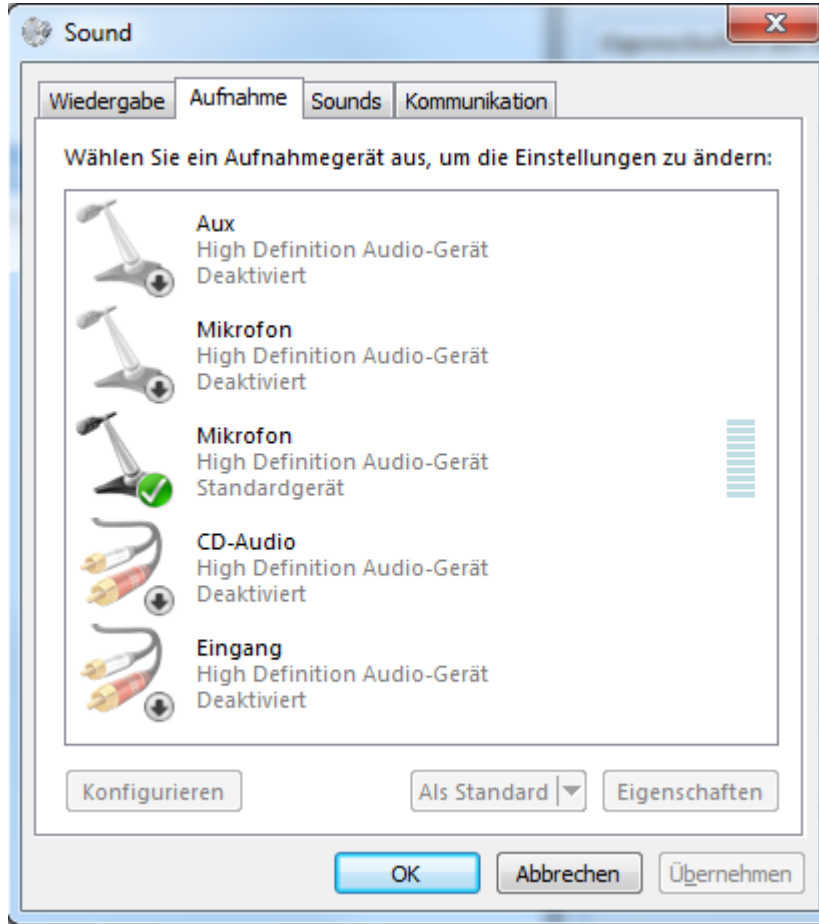 Sound
Wiedergabe Aufnahme Sounds Kommunikation
Wählen Sie ein Aufnahmegerät aus, um die Einstellungen zu ändern:
Aux
High Definition Audio-Gerät
Deaktiviert
Mikrofon
High Definition Audio-Gerät
Deaktiviert
Mikrofon
High Definition Audio-Gerät
Standardgerät
CD-Audio
High Definition Audio-Gerät
Deaktiviert
Eingang
High Definition Audio-Gerät
Deaktiviert
Konfigurieren Als Standard Eigenschaften
OK Abbrechen Übernehmen